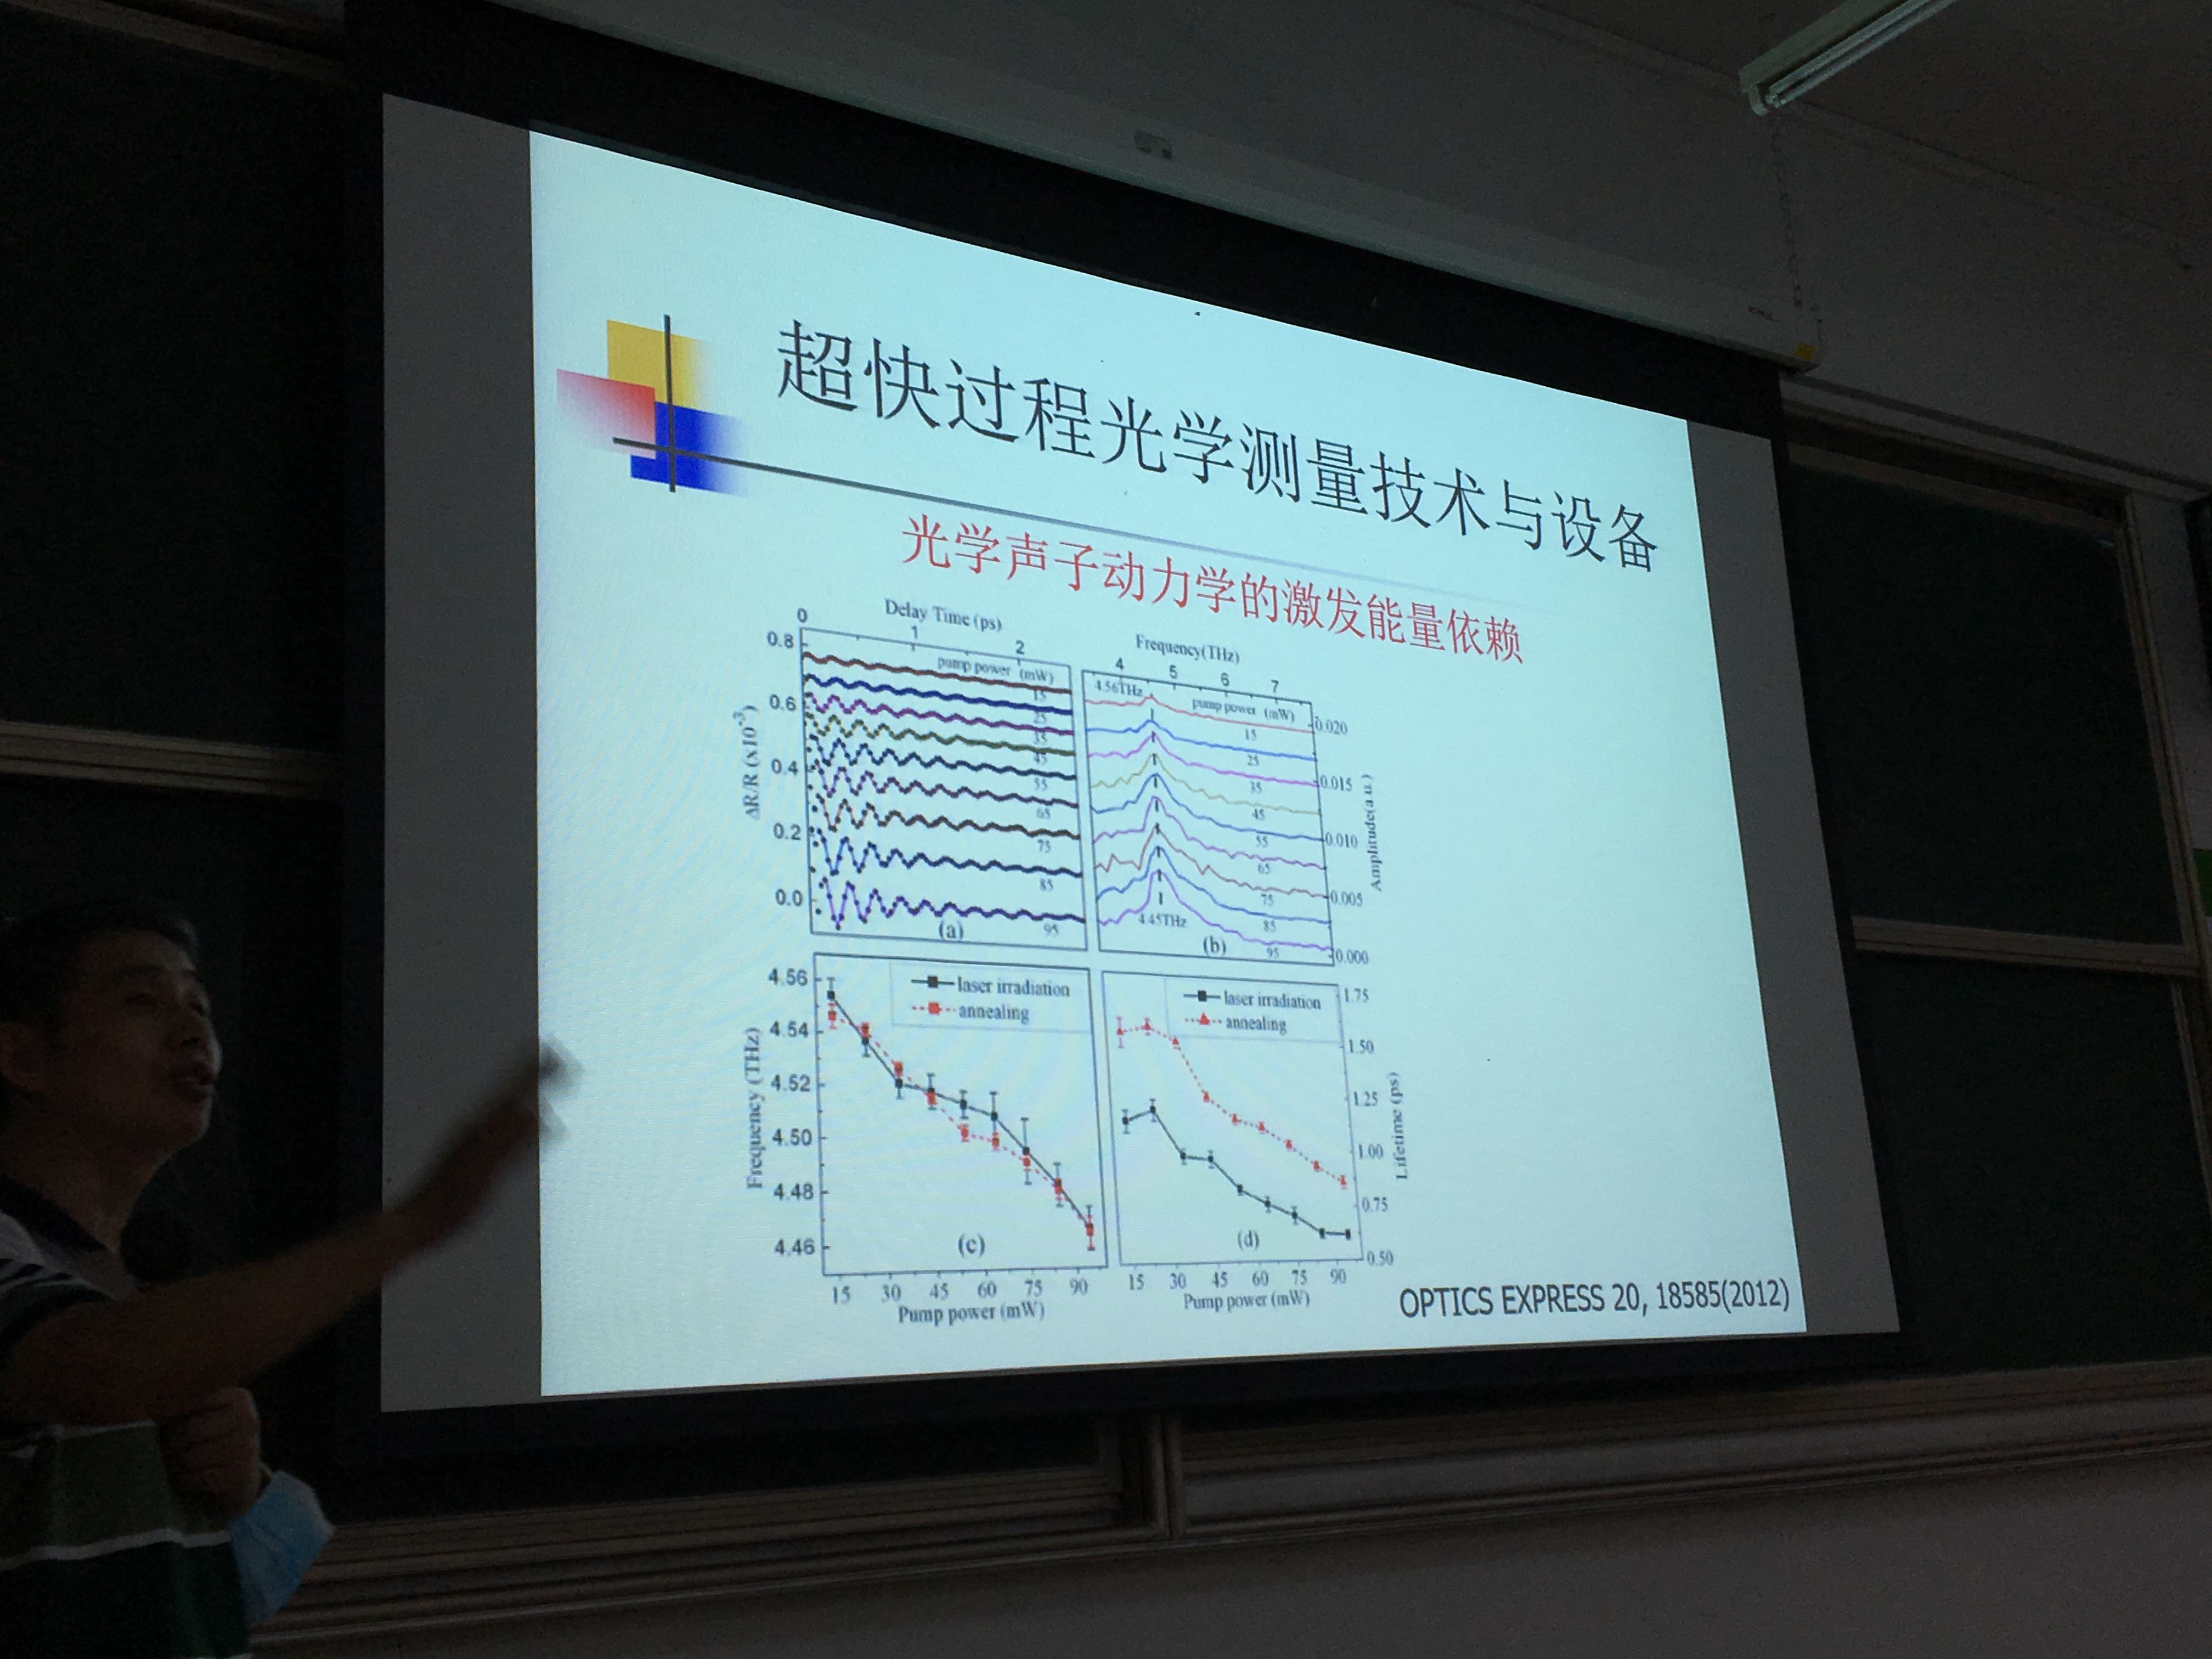 超快过程光学测量技术与设备
光学声子动力学的激发能量依赖
Delay Time (ps)
0 1 2
pump power (mW)
0.8
0.6
0.4
0.2
0.0
ΔR/R (x10⁻³)
15
25
35
45
55
65
75
85
95
(a)
Frequency(THz)
4 5 6 7
4.56THz
pump power (mW)
15
25
35
45
55
65
75
85
95
4.45THz
(b)
0.020
0.015
0.010
0.005
0.000
Amplitude(a.u.)
laser irradiation
annealing
4.56
4.54
4.52
4.50
4.48
4.46
Frequency (THz)
(c)
15 30 45 60 75 90
Pump power (mW)
laser irradiation
annealing
1.75
1.50
1.25
1.00
0.75
0.50
Lifetime (ps)
(d)
15 30 45 60 75 90
Pump power (mW)
OPTICS EXPRESS 20, 18585(2012)